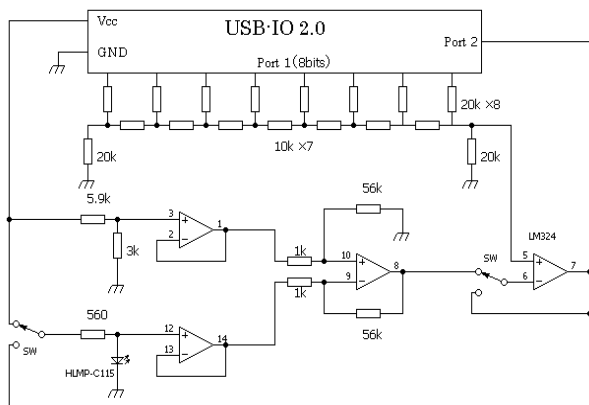 Vcc
USB·IO 2.0
GND
Port 2
Port 1 (8bits)
20k ×8
10k ×7
20k
20k
5.9k
56k
LM324
3
1
2
3k
1k
10
8
9
1k
SW
5
7
6
560
12
14
13
56k
SW
HLMP-C115